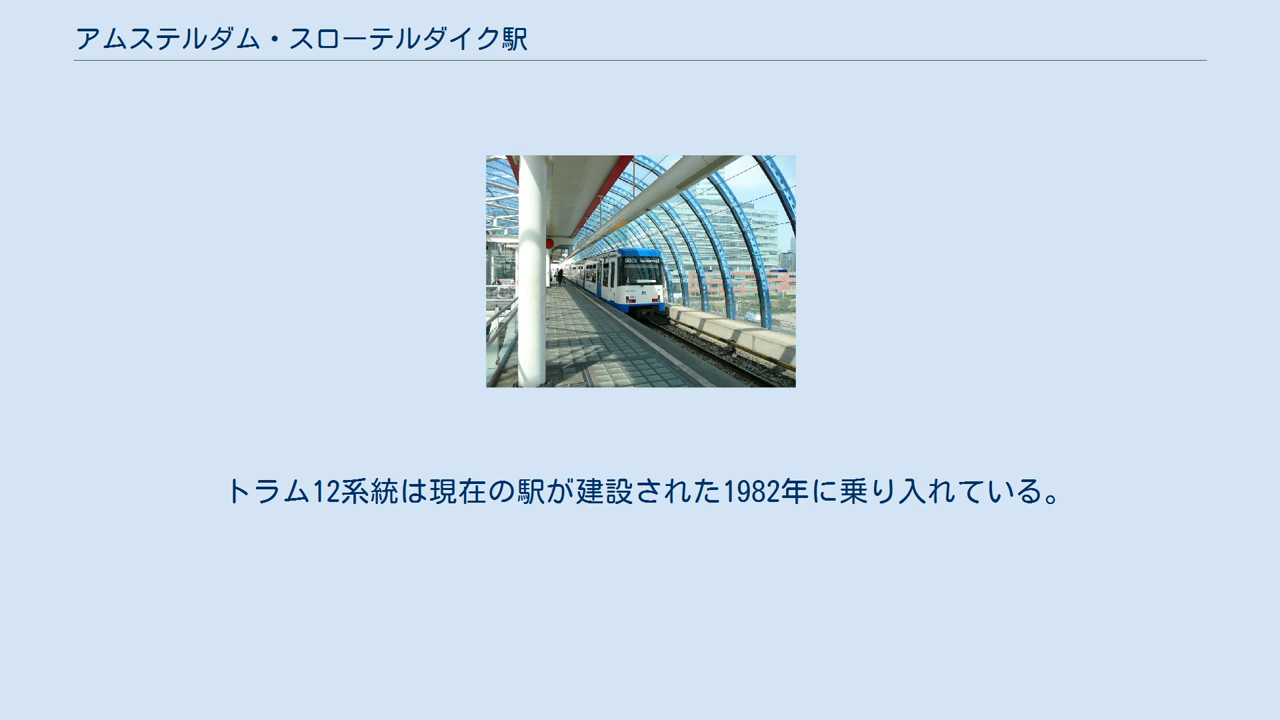 アムステルダム・スローテルダイク駅
トラム12系統は現在の駅が建設された1982年に乗り入れている。